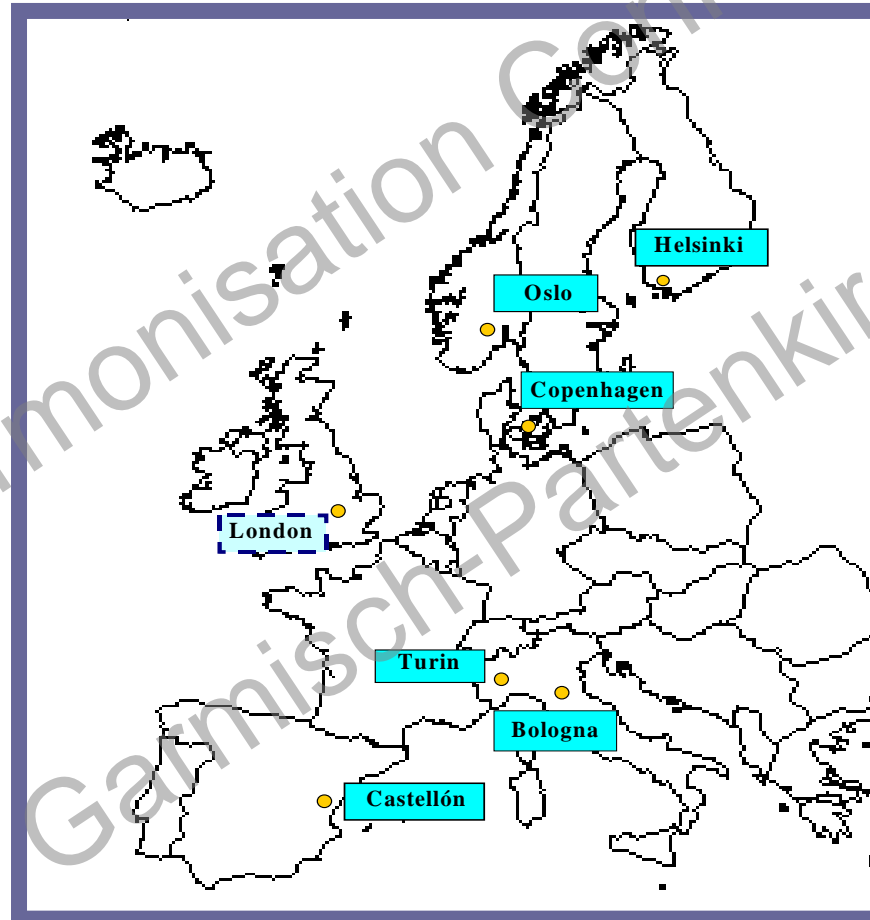 Helsinki
Oslo
Copenhagen
London
Turin
Bologna
Castellón
Garmisch-Partenkir
monisation Con